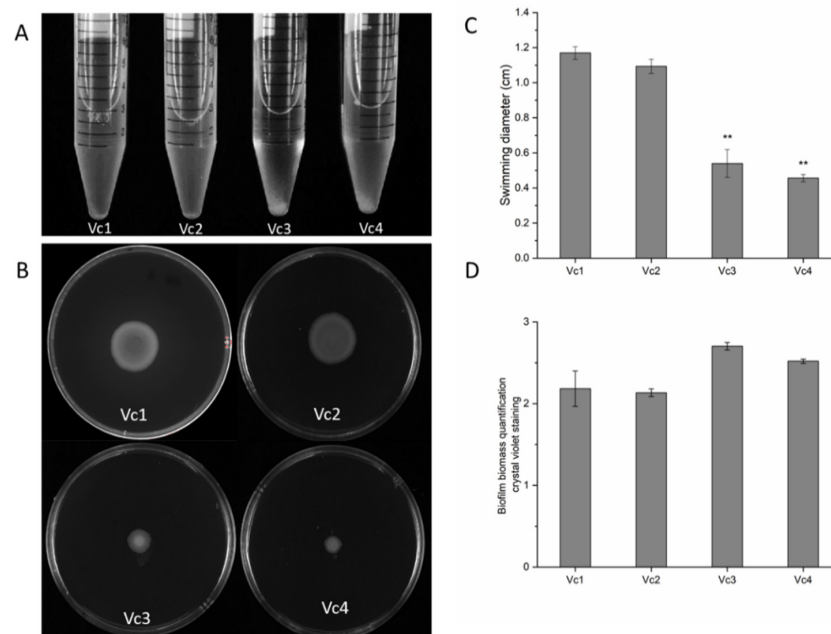 A
Vc1
Vc2
Vc3
Vc4
B
Vc1
Vc2
Vc3
Vc4
C
Swimming diameter (cm)
1.4
1.2
1.0
0.8
0.6
0.4
0.2
0.0
**
**
Vc1
Vc2
Vc3
Vc4
D
Biofilm biomass quantification
crystal violet staining
3
2
1
0
Vc1
Vc2
Vc3
Vc4